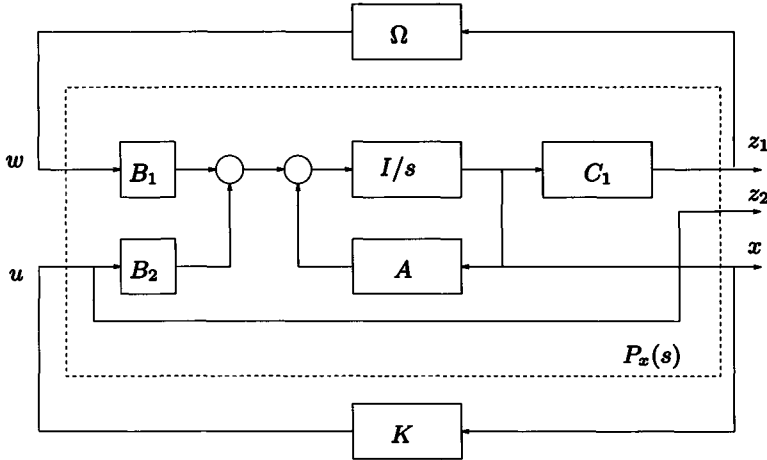 Ω
w
B₁
I/s
C₁
z₁
z₂
u
B₂
A
x
Pₓ(s)
K